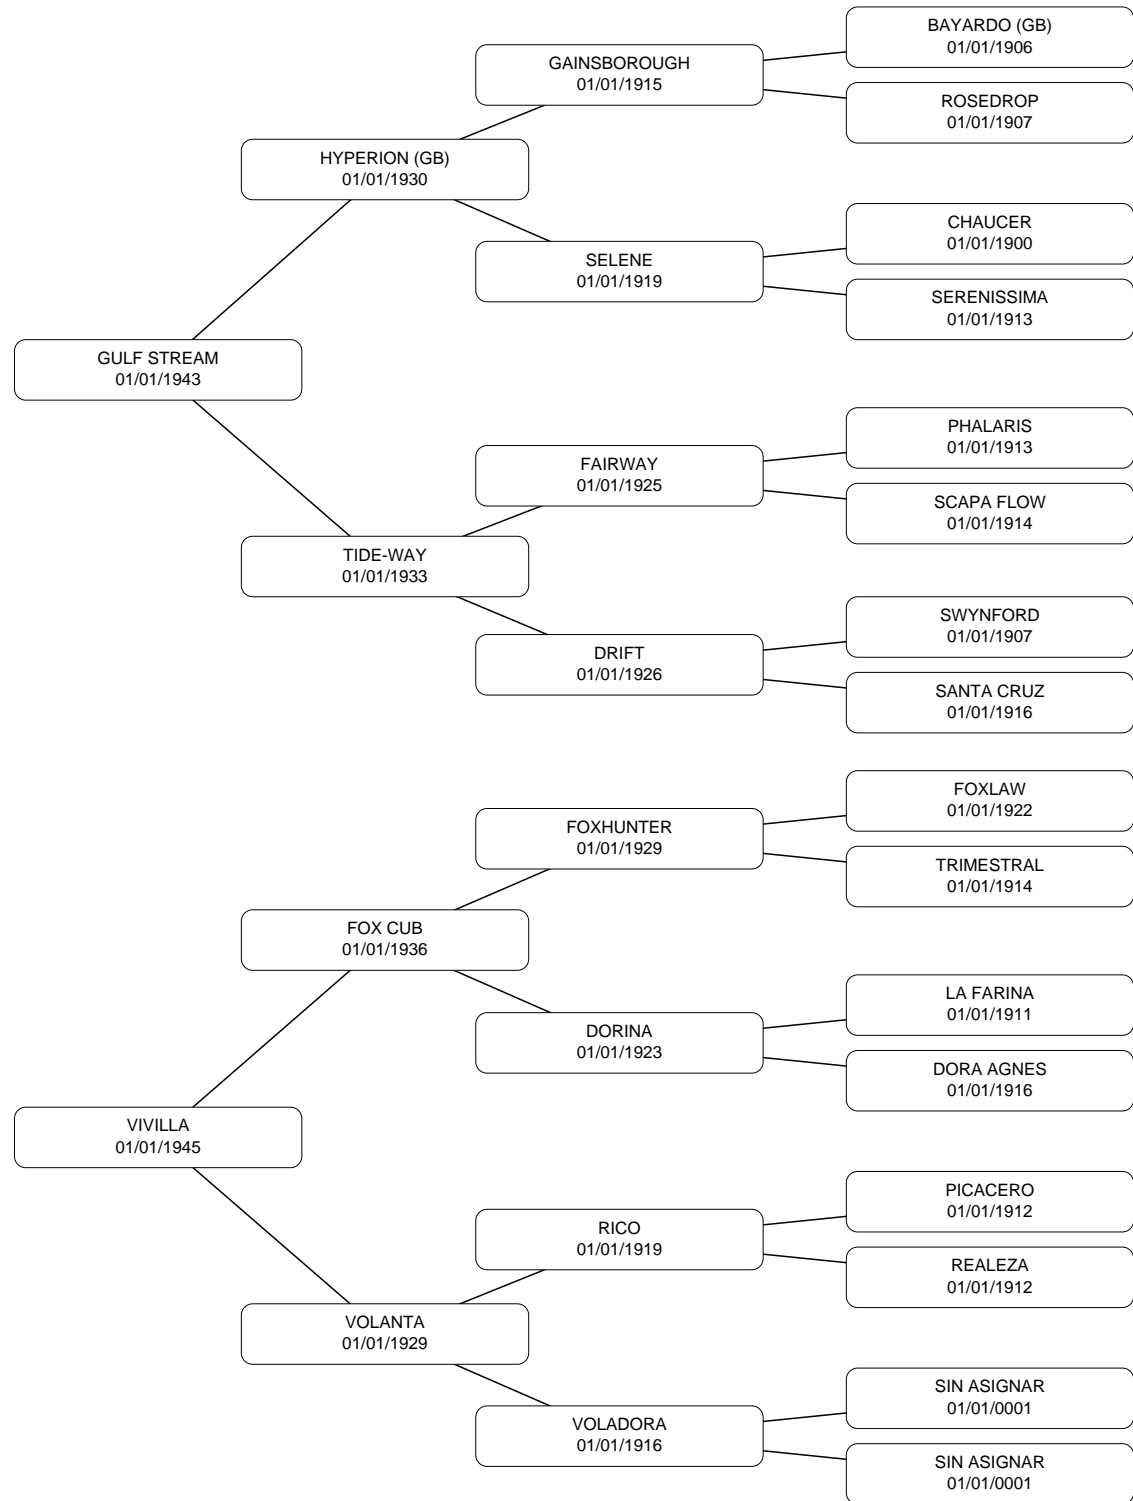 BAYARDO (GB)
01/01/1906
GAINSBOROUGH
01/01/1915
ROSEDROP
01/01/1907
HYPERION (GB)
01/01/1930
CHAUCER
01/01/1900
SELENE
01/01/1919
SERENISSIMA
01/01/1913
GULF STREAM
01/01/1943
PHALARIS
01/01/1913
FAIRWAY
01/01/1925
SCAPA FLOW
01/01/1914
TIDE-WAY
01/01/1933
SWYNFORD
01/01/1907
DRIFT
01/01/1926
SANTA CRUZ
01/01/1916
FOXLAW
01/01/1922
FOXHUNTER
01/01/1929
TRIMESTRAL
01/01/1914
FOX CUB
01/01/1936
LA FARINA
01/01/1911
DORINA
01/01/1923
DORA AGNES
01/01/1916
VIVILLA
01/01/1945
PICACERO
01/01/1912
RICO
01/01/1919
REALEZA
01/01/1912
VOLANTA
01/01/1929
SIN ASIGNAR
01/01/0001
VOLADORA
01/01/1916
SIN ASIGNAR
01/01/0001